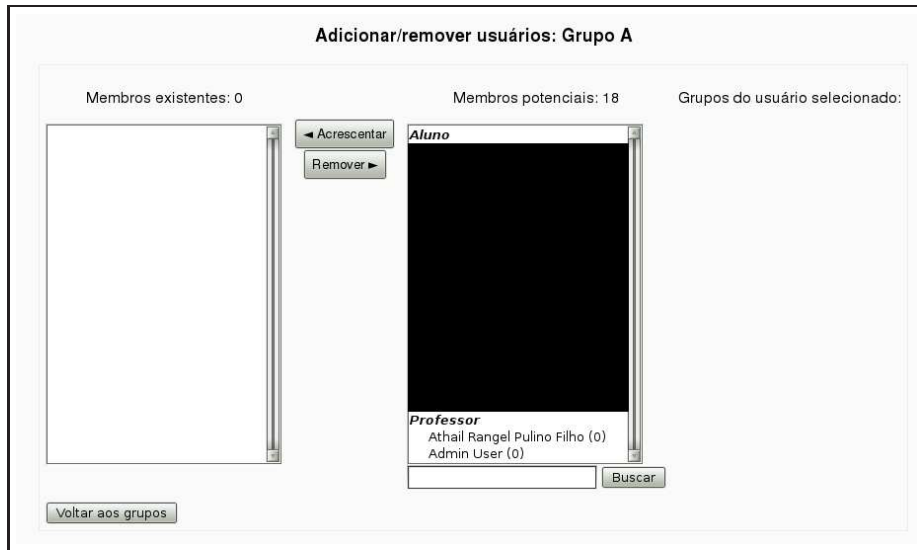 Adicionar/remover usuários: Grupo A
Membros existentes: 0
Membros potenciais: 18
Grupos do usuário selecionado:
◄ Acrescentar
Remover ►
Aluno
Professor
Athail Rangel Pulino Filho (0)
Admin User (0)
Buscar
Voltar aos grupos